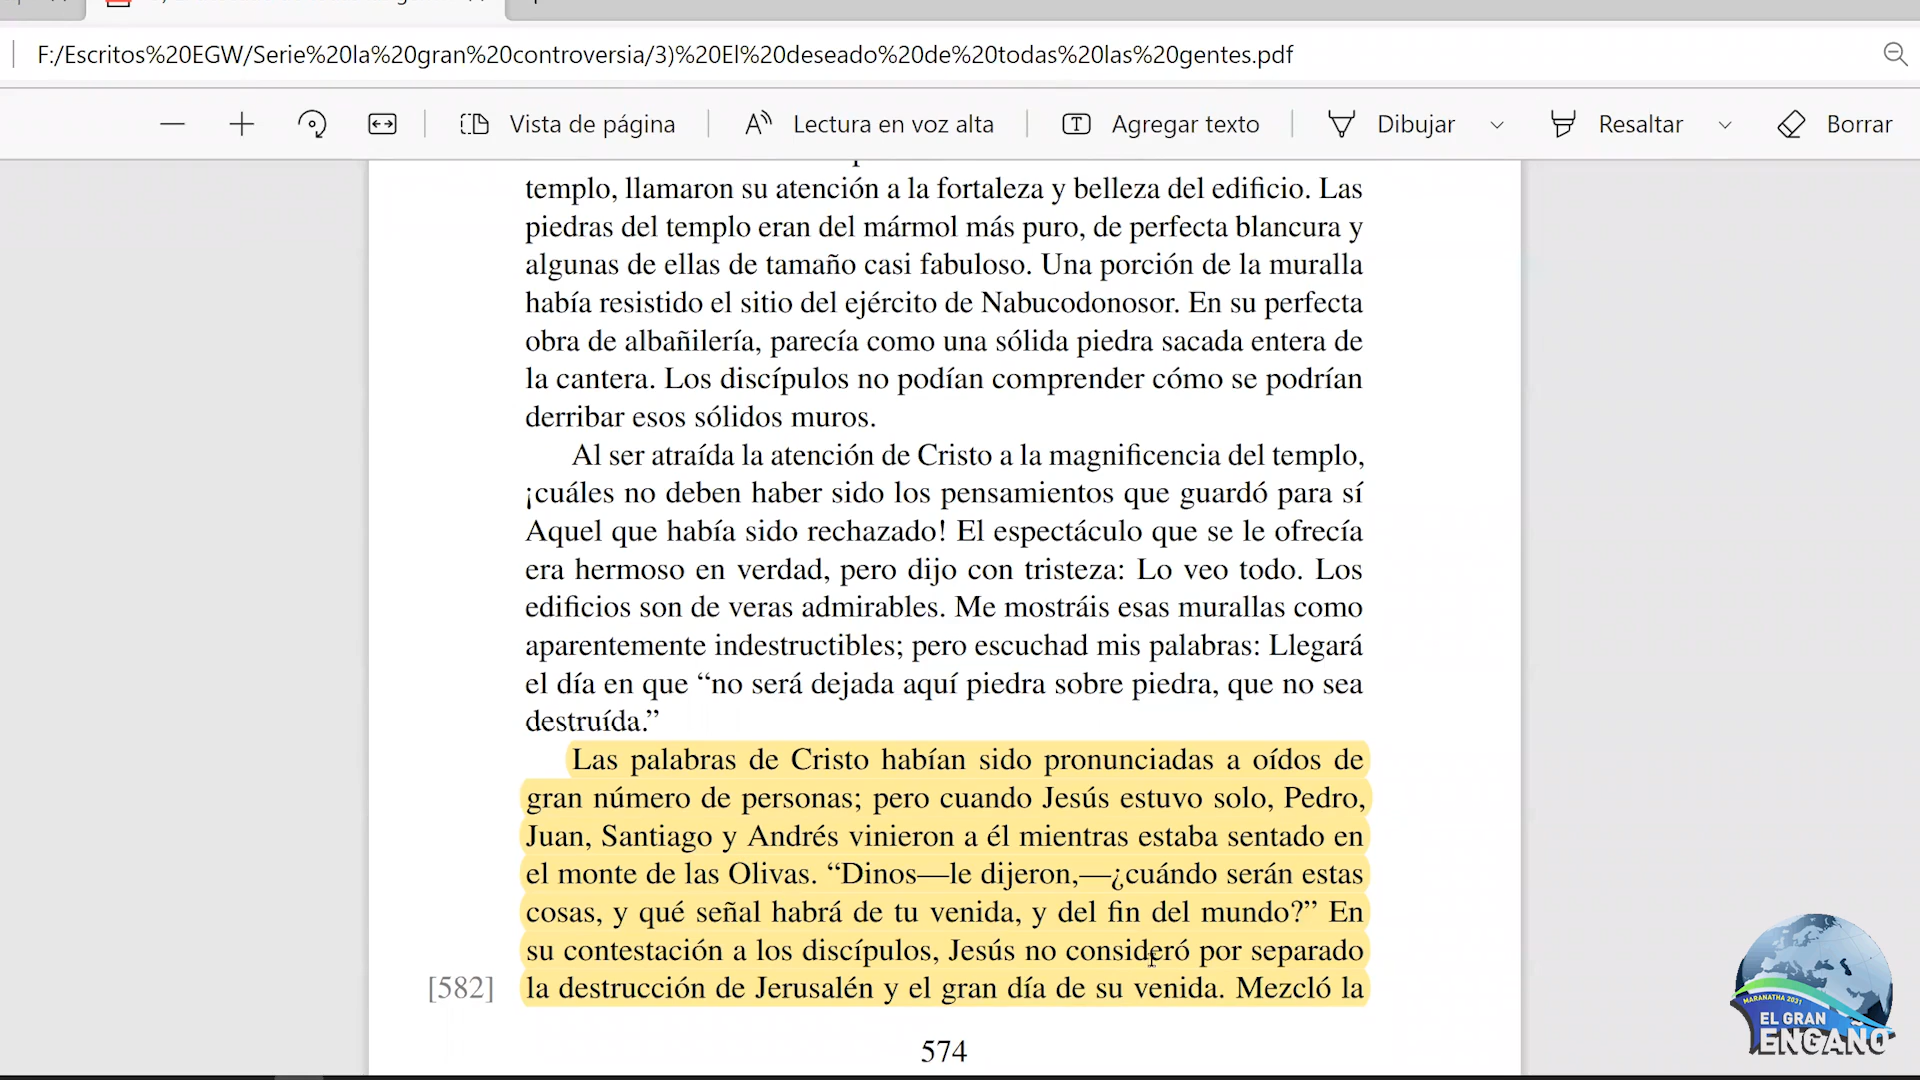 F:/Escritos%20EGW/Serie%20la%20gran%20controversia/3)%20El%20deseado%20de%20todas%20las%20gentes.pdf
Vista de página
Lectura en voz alta
Agregar texto
Dibujar
Resaltar
Borrar
templo, llamaron su atención a la fortaleza y belleza del edificio. Las
piedras del templo eran del mármol más puro, de perfecta blancura y
algunas de ellas de tamaño casi fabuloso. Una porción de la muralla
había resistido el sitio del ejército de Nabucodonosor. En su perfecta
obra de albañilería, parecía como una sólida piedra sacada entera de
la cantera. Los discípulos no podían comprender cómo se podrían
derribar esos sólidos muros.
Al ser atraída la atención de Cristo a la magnificencia del templo,
¡cuáles no deben haber sido los pensamientos que guardó para sí
Aquel que había sido rechazado! El espectáculo que se le ofrecía
era hermoso en verdad, pero dijo con tristeza: Lo veo todo. Los
edificios son de veras admirables. Me mostráis esas murallas como
aparentemente indestructibles; pero escuchad mis palabras: Llegará
el día en que “no será dejada aquí piedra sobre piedra, que no sea
destruída.”
Las palabras de Cristo habían sido pronunciadas a oídos de
gran número de personas; pero cuando Jesús estuvo solo, Pedro,
Juan, Santiago y Andrés vinieron a él mientras estaba sentado en
el monte de las Olivas. “Dinos—le dijeron,—¿cuándo serán estas
cosas, y qué señal habrá de tu venida, y del fin del mundo?” En
su contestación a los discípulos, Jesús no consideró por separado
[582] la destrucción de Jerusalén y el gran día de su venida. Mezcló la
574
MARANATHA 2021
EL GRAN
ENGAÑO